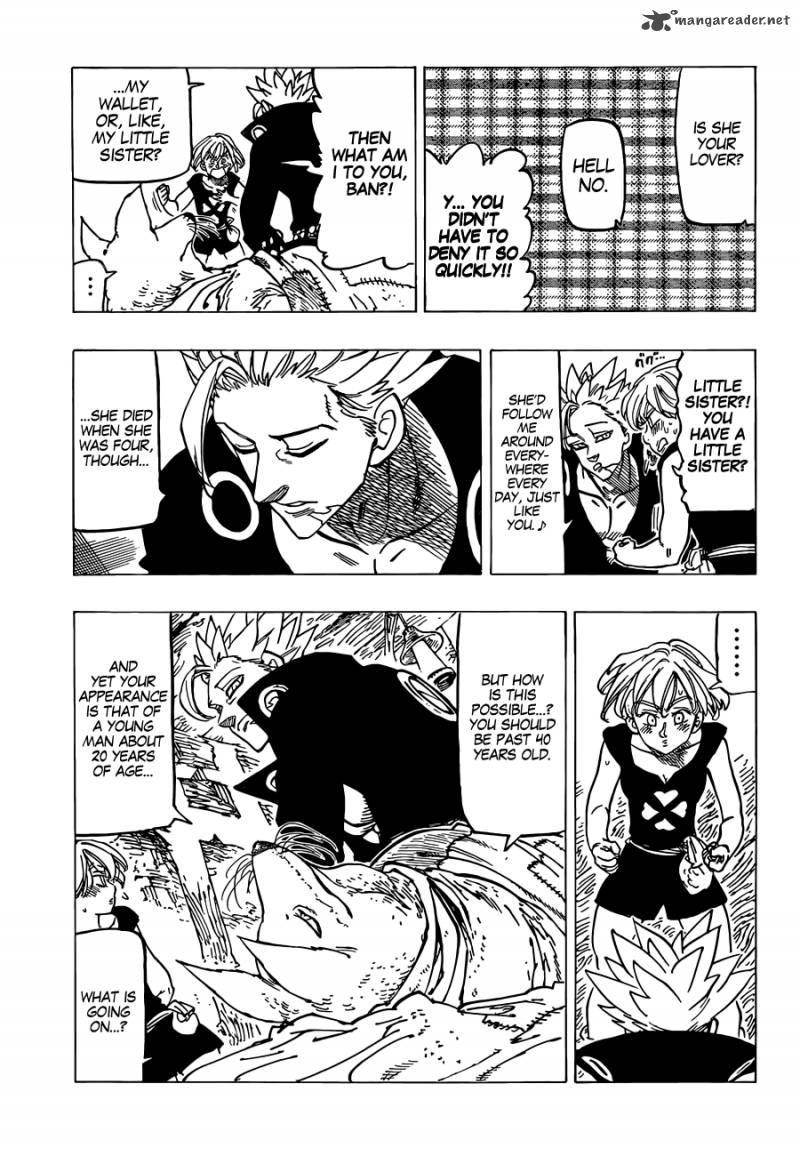 mangareader.net
IS SHE
YOUR
LOVER?
HELL
NO.
Y... YOU
DIDN'T
HAVE TO
DENY IT SO
QUICKLY!!
THEN
WHAT AM
I TO YOU,
BAN?!
...MY
WALLET,
OR, LIKE,
MY LITTLE
SISTER?
...
LITTLE
SISTER?!
YOU
HAVE A
LITTLE
SISTER?
SHE'D
FOLLOW
ME
AROUND
EVERY-
WHERE
EVERY
DAY, JUST
LIKE
YOU ♪
...SHE DIED
WHEN SHE
WAS FOUR,
THOUGH...
.....
BUT HOW
IS THIS
POSSIBLE...?
YOU SHOULD
BE PAST 40
YEARS OLD.
AND
YET YOUR
APPEARANCE
IS THAT OF A
YOUNG
MAN ABOUT
20 YEARS
OF AGE...
WHAT IS
GOING
ON...?